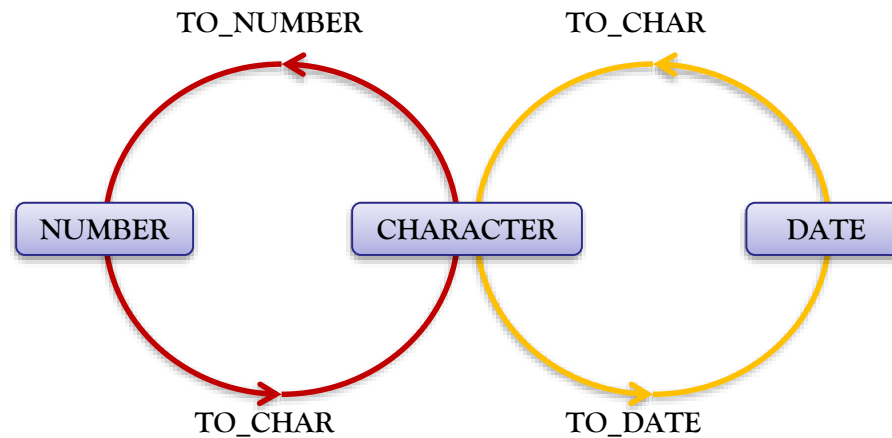 TO_NUMBER
TO_CHAR
NUMBER
CHARACTER
DATE
TO_CHAR
TO_DATE